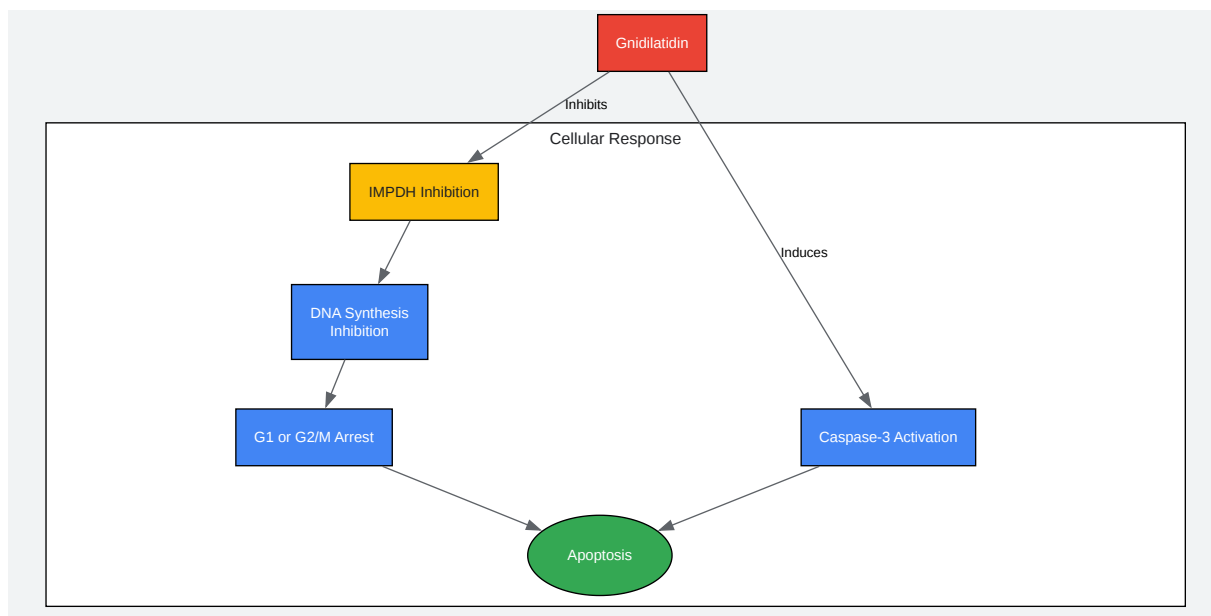 Gnidilatidin
Inhibits
Cellular Response
IMPDH Inhibition
Induces
DNA Synthesis
Inhibition
G1 or G2/M Arrest
Caspase-3 Activation
Apoptosis